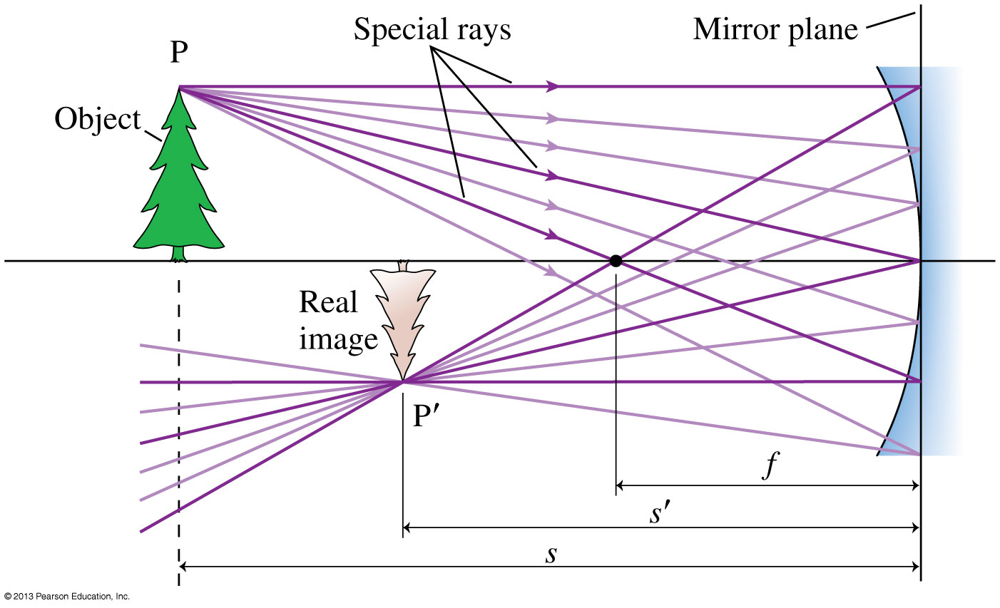 Special rays
Mirror plane
P
Object
Real
image
P′
f
s′
s
© 2013 Pearson Education, Inc.